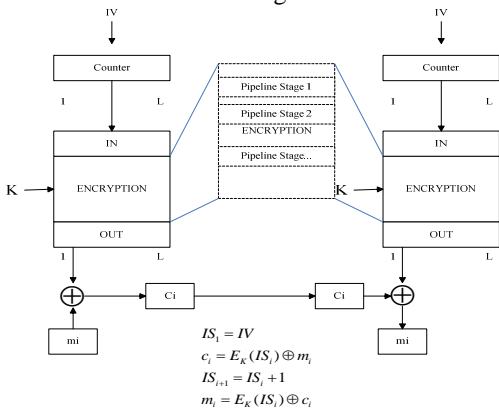 IV
IV
Counter
Counter
1 L
1 L
Pipeline Stage 1
Pipeline Stage 2
ENCRYPTION
Pipeline Stage...
IN
IN
K
ENCRYPTION
K
ENCRYPTION
OUT
OUT
1 L
1 L
Ci
Ci
mi
mi
IS₁ = IV
cᵢ = E_K(ISᵢ) ⊕ mᵢ
ISᵢ₊₁ = ISᵢ + 1
mᵢ = E_K(ISᵢ) ⊕ cᵢ